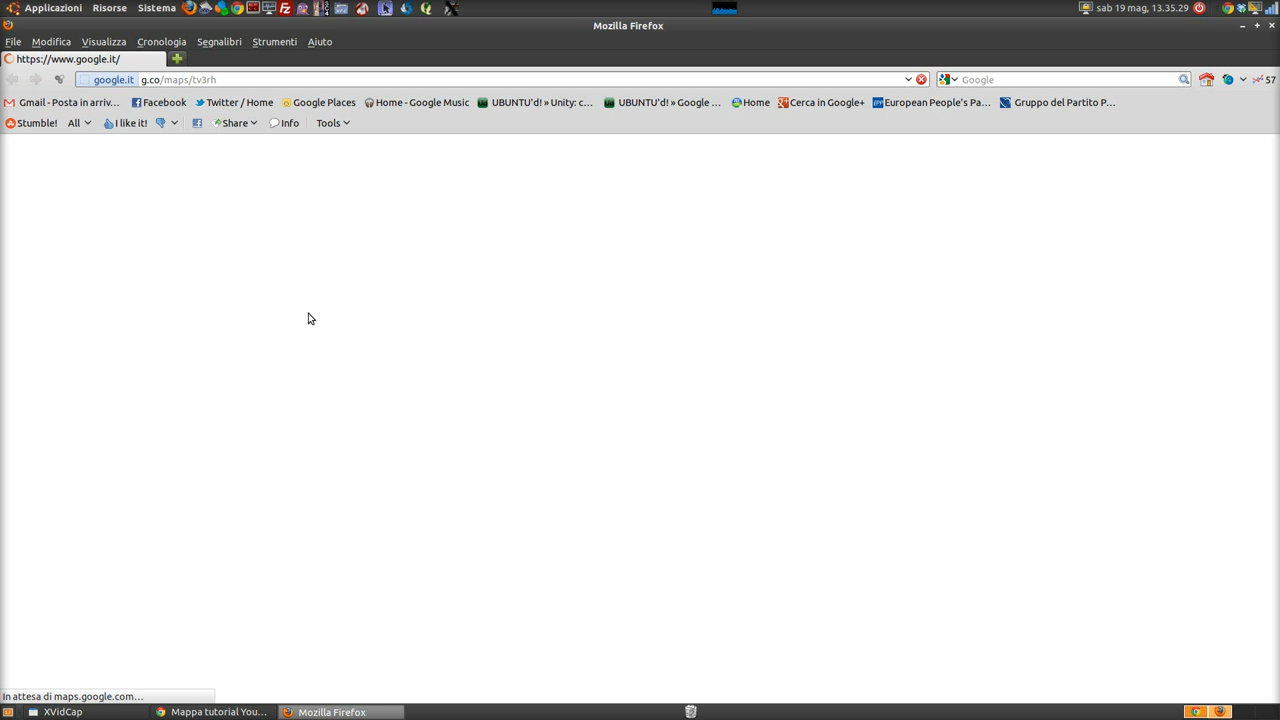 Applicazioni Risorse Sistema sab 19 mag, 13.35.29
Mozilla Firefox
File Modifica Visualizza Cronologia Segnalibri Strumenti Aiuto
https://www.google.it/
google.it g.co/maps/tv3rh Google 57
Gmail - Posta in arriv... Facebook Twitter / Home Google Places Home - Google Music UBUNTU'd! » Unity: c... UBUNTU'd! » Google ... Home Cerca in Google+ European People's Pa... Gruppo del Partito P...
Stumble! All I like it! Share Info Tools
In attesa di maps.google.com...
XVidCap Mappa tutorial You... Mozilla Firefox